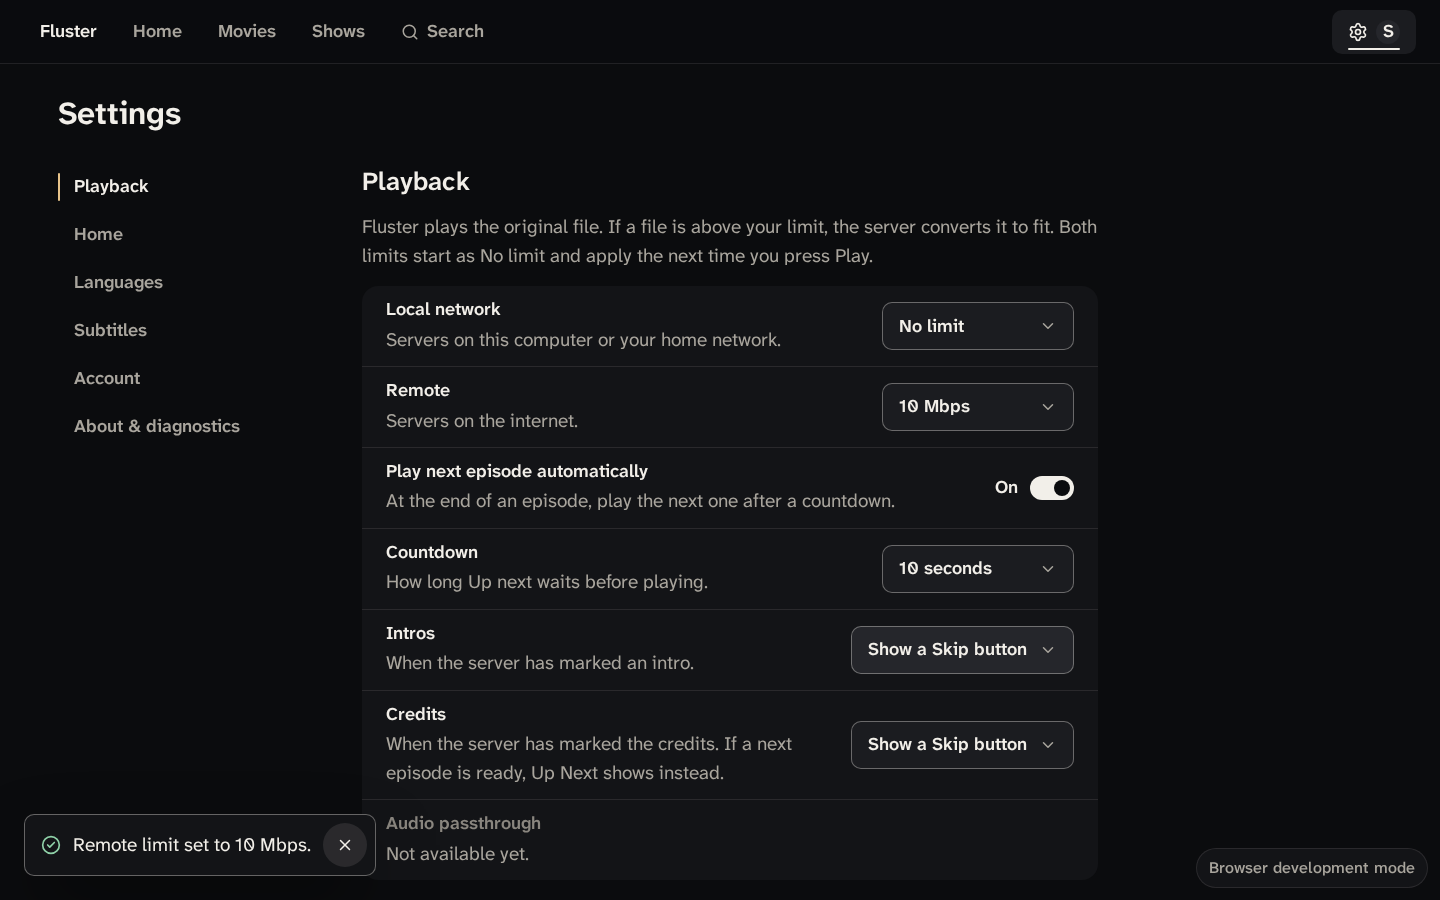 Fluster
Home
Movies
Shows
Search
S
Settings
Playback
Home
Languages
Subtitles
Account
About & diagnostics
Playback
Fluster plays the original file. If a file is above your limit, the server converts it to fit. Both
limits start as No limit and apply the next time you press Play.
Local network
Servers on this computer or your home network.
No limit
Remote
Servers on the internet.
10 Mbps
Play next episode automatically
At the end of an episode, play the next one after a countdown.
On
Countdown
How long Up next waits before playing.
10 seconds
Intros
When the server has marked an intro.
Show a Skip button
Credits
When the server has marked the credits. If a next
episode is ready, Up Next shows instead.
Show a Skip button
Audio passthrough
Not available yet.
Remote limit set to 10 Mbps.
Browser development mode